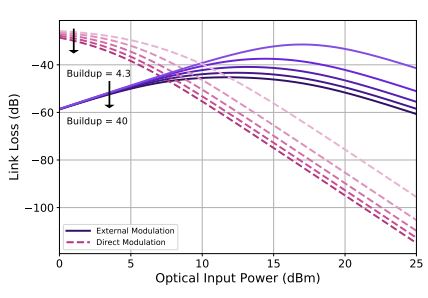 Link Loss (dB)
−40
−60
−80
−100
Buildup = 4.3
Buildup = 40
External Modulation
Direct Modulation
0 5 10 15 20 25
Optical Input Power (dBm)